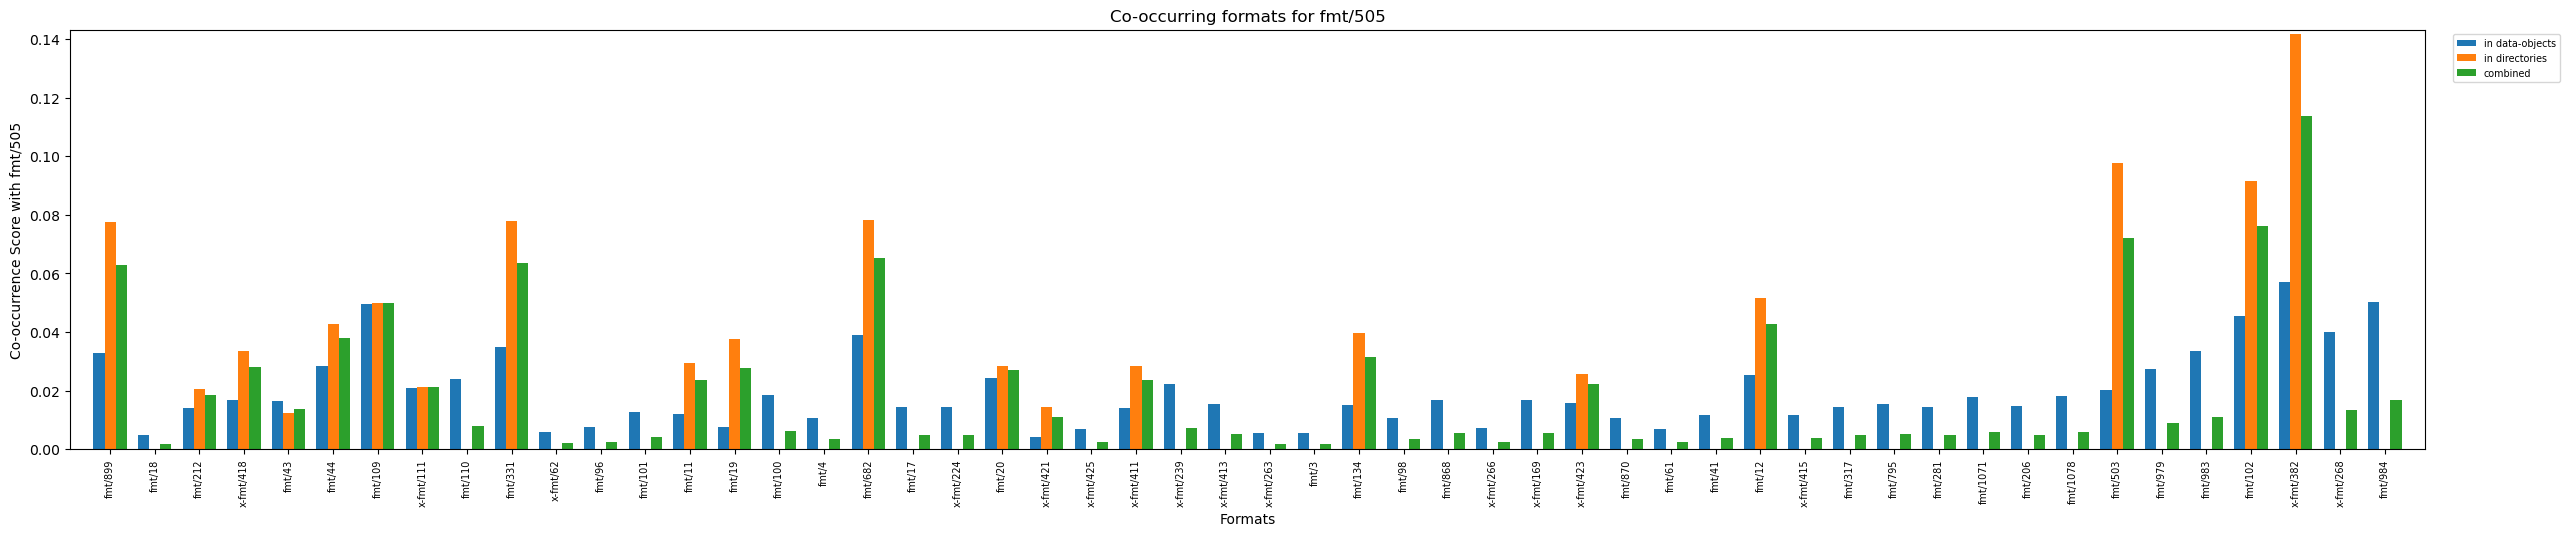 Co-occurring formats for fmt/505
0.14
0.12
0.10
0.08
0.06
0.04
0.02
0.00
Co-occurrence Score with fmt/505
in data-objects
in directories
combined
fmt/899
fmt/18
fmt/212
x-fmt/418
fmt/43
fmt/44
fmt/109
x-fmt/111
fmt/110
fmt/331
x-fmt/62
fmt/96
fmt/101
fmt/11
fmt/19
fmt/100
fmt/4
fmt/682
fmt/17
x-fmt/224
fmt/20
x-fmt/421
x-fmt/425
x-fmt/411
x-fmt/239
x-fmt/413
x-fmt/263
fmt/3
fmt/134
fmt/98
fmt/868
x-fmt/266
x-fmt/169
x-fmt/423
fmt/870
fmt/61
fmt/41
fmt/12
x-fmt/415
fmt/317
fmt/795
fmt/281
fmt/1071
fmt/206
fmt/1078
fmt/503
fmt/979
fmt/983
fmt/102
x-fmt/382
x-fmt/268
fmt/984
Formats